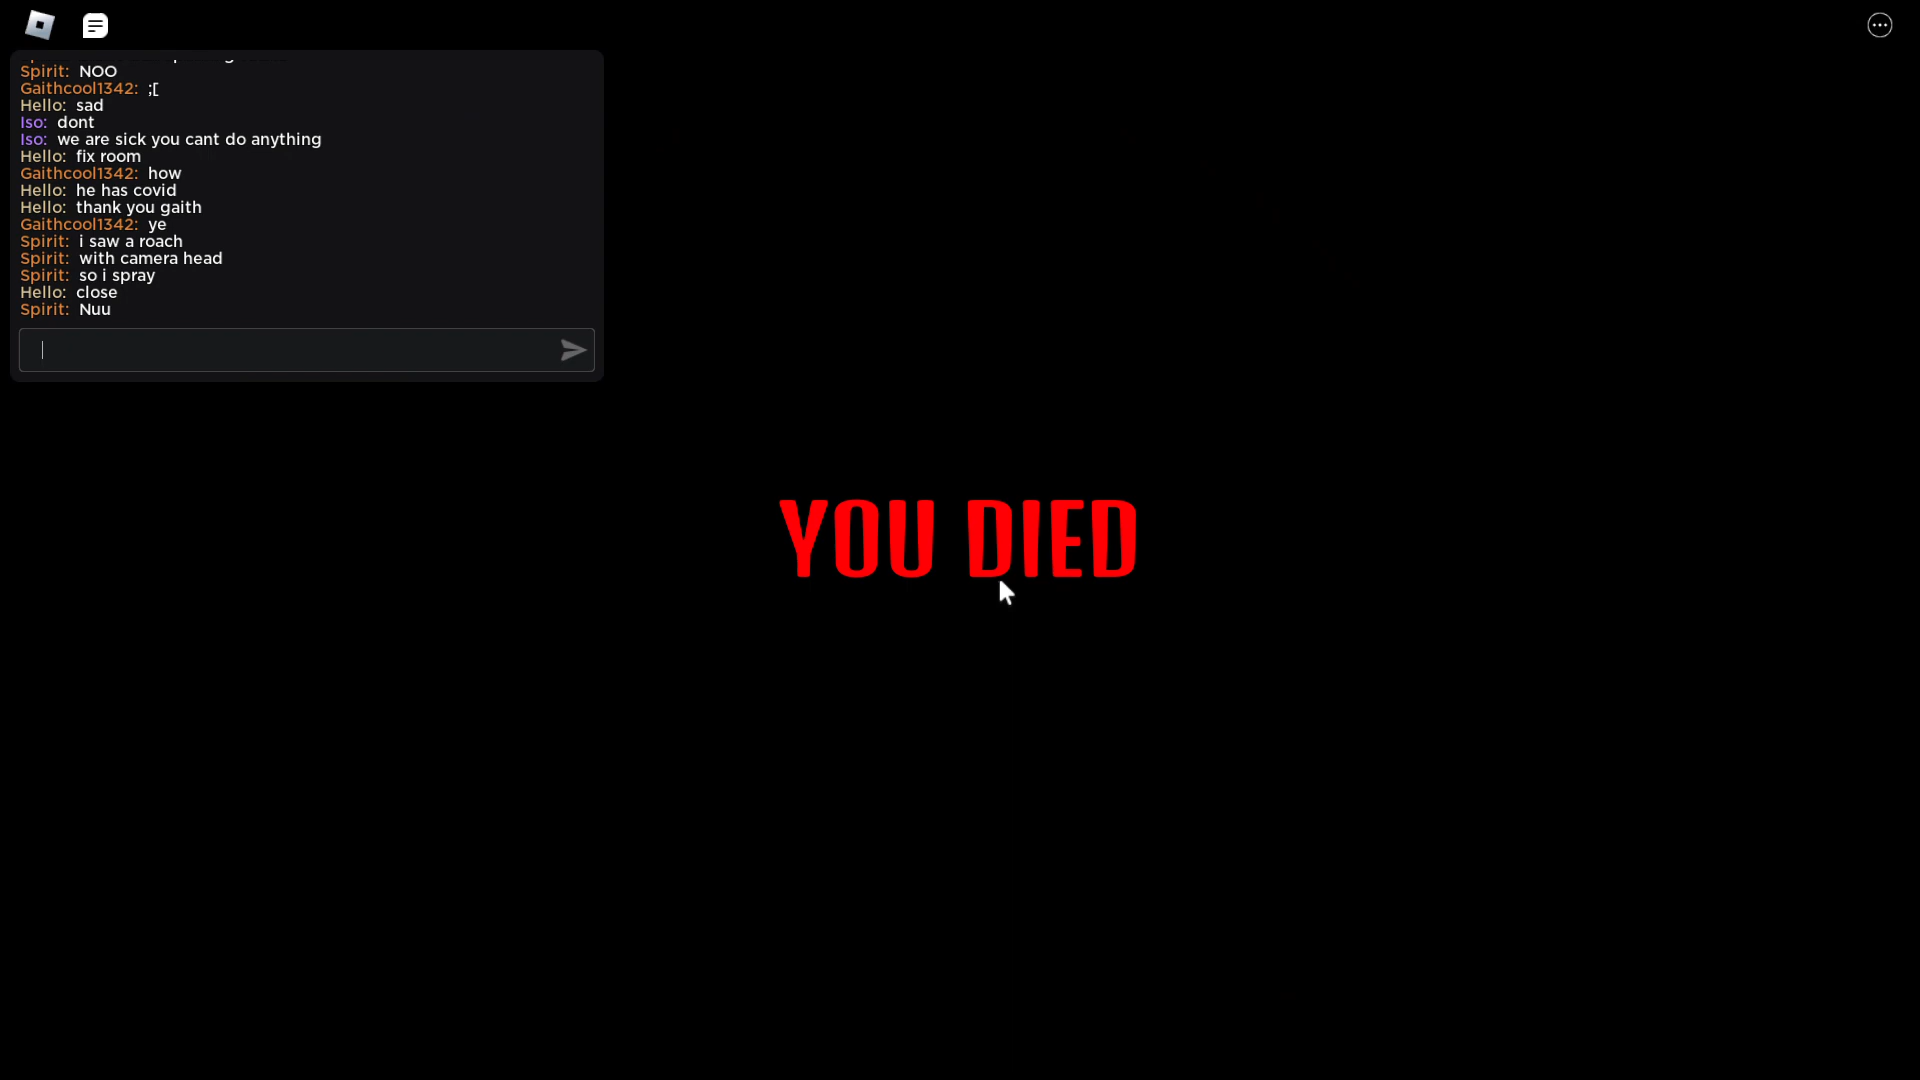 Spirit: NOO
Gaithcool1342: ;[
Hello: sad
Iso: dont
Iso: we are sick you cant do anything
Hello: fix room
Gaithcool1342: how
Hello: he has covid
Hello: thank you gaith
Gaithcool1342: ye
Spirit: i saw a roach
Spirit: with camera head
Spirit: so i spray
Hello: close
Spirit: Nuu
YOU DIED